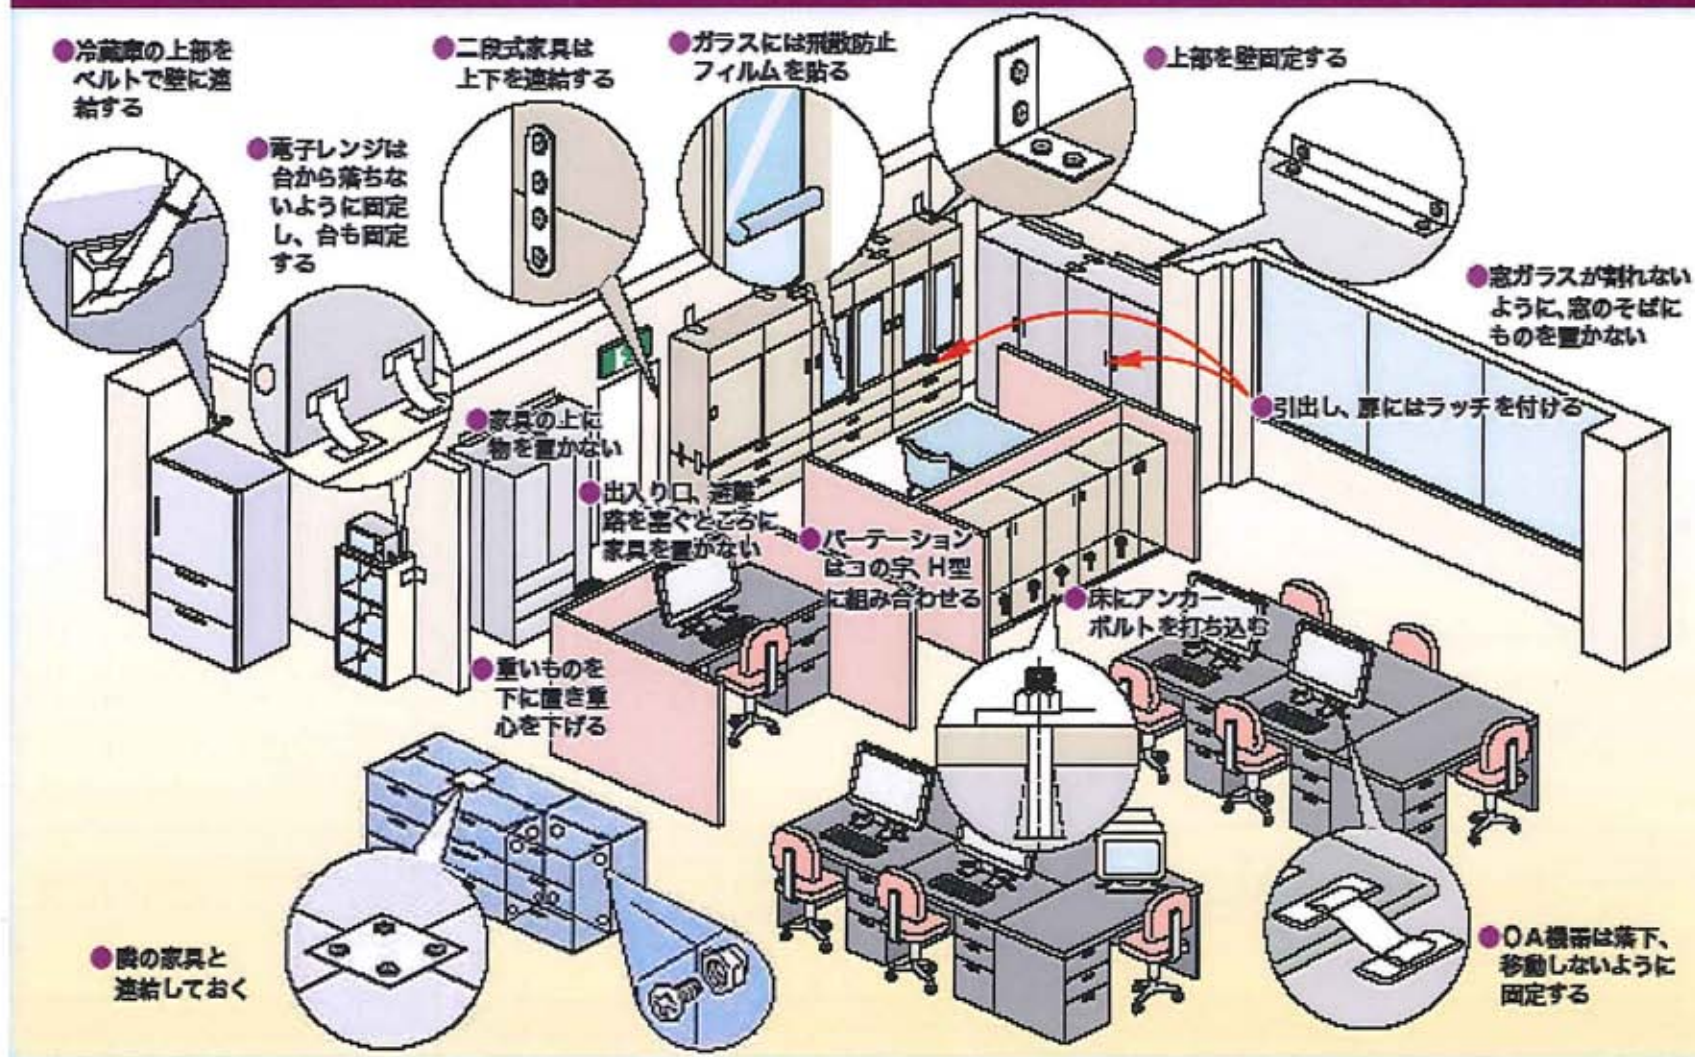 ●冷蔵庫の上部を
ベルトで壁に連
結する
●電子レンジは
台から落ちな
いように固定
し、台も固定
する
●二段式家具は
上下を連結する
●ガラスには飛散防止
フィルムを貼る
●上部を壁固定する
●窓ガラスが割れない
ように、窓のそばに
ものを置かない
●引出し、扉にはラッチを付ける
●家具の上に
物を置かない
●出入り口、避難
路を塞ぐところに
家具を置かない
●パーテーション
はコの字、H型
に組み合わせる
●床にアンカー
ボルトを打ち込む
●重いものを
下に置き重
心を下げる
●隣の家具と
連結しておく
●OA機器は落下、
移動しないように
固定する